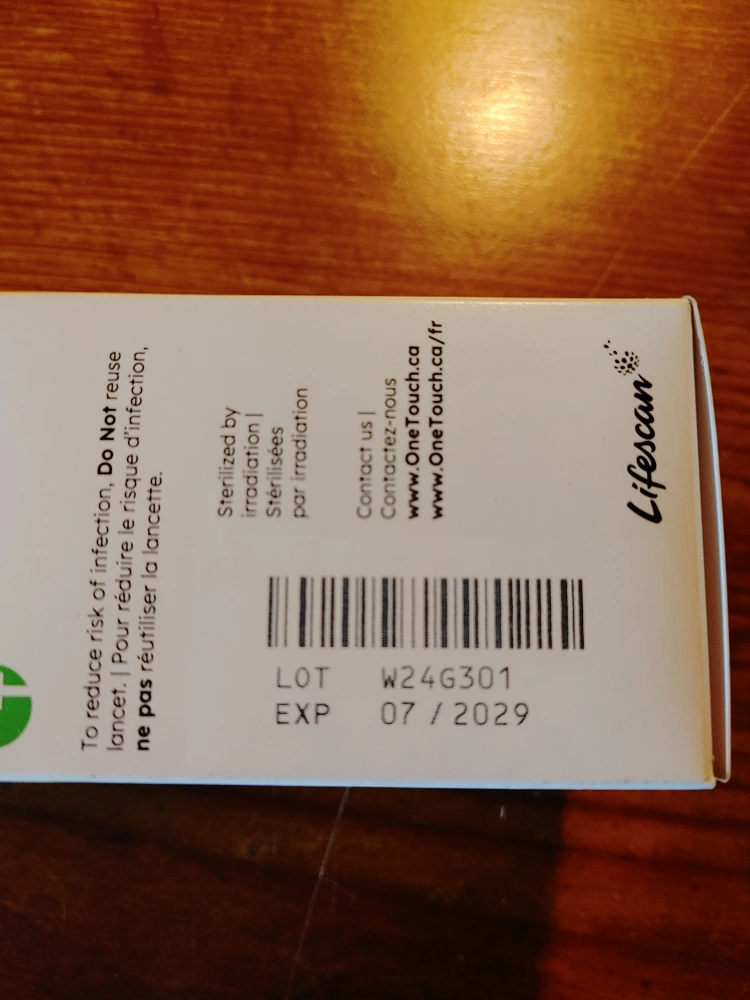 To reduce risk of infection, Do Not reuse
lancet. | Pour réduire le risque d'infection,
ne pas réutiliser la lancette.
Sterilized by
irradiation |
Stérilisées
par irradiation
Contact us |
Contactez-nous
www.OneTouch.ca
www.OneTouch.ca/fr
Lifescan
LOT W24G301
EXP 07 / 2029